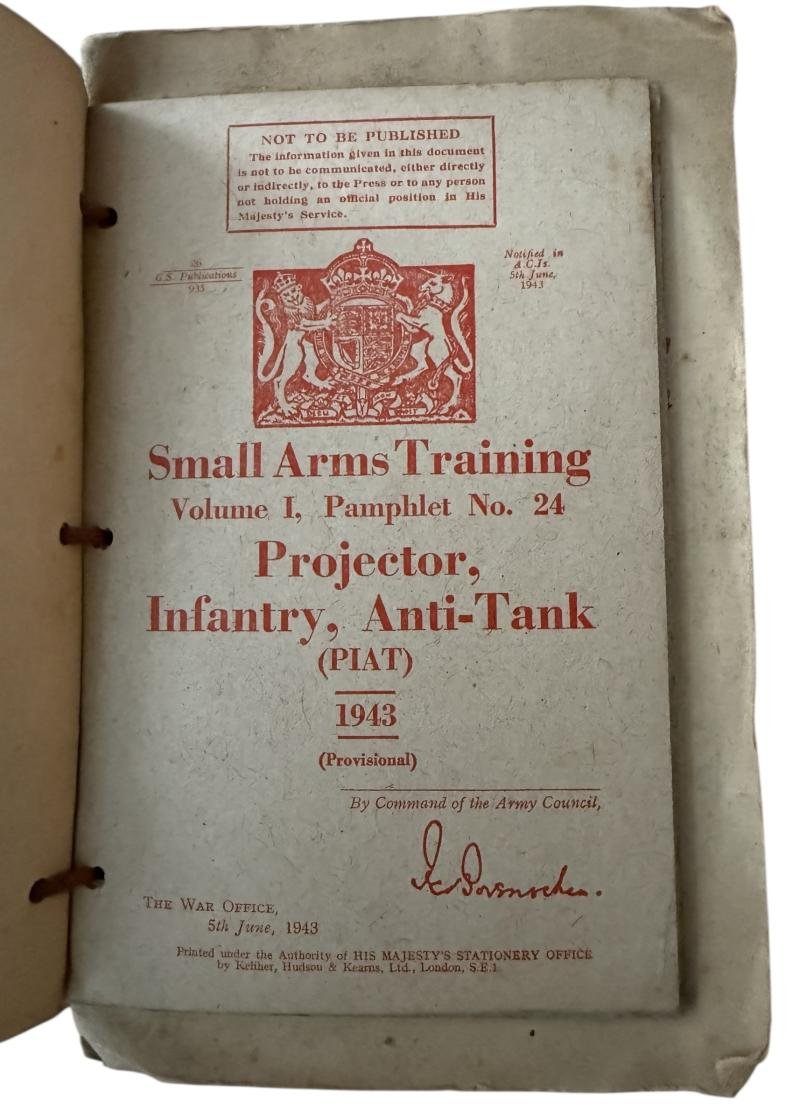 NOT TO BE PUBLISHED
The information given in this document
is not to be communicated, either directly
or indirectly, to the Press or to any person
not holding an official position in His
Majesty's Service.
26
G.S. Publications
935
Notified in
A.C.Is.
5th June,
1943
DIEU ET MON DROIT
Small Arms Training
Volume I, Pamphlet No. 24
Projector,
Infantry, Anti-Tank
(PIAT)
1943
(Provisional)
By Command of the Army Council,
THE WAR OFFICE,
5th June, 1943
Printed under the Authority of HIS MAJESTY'S STATIONERY OFFICE
by Keliher, Hudson & Kearns, Ltd., London, S.E.1.